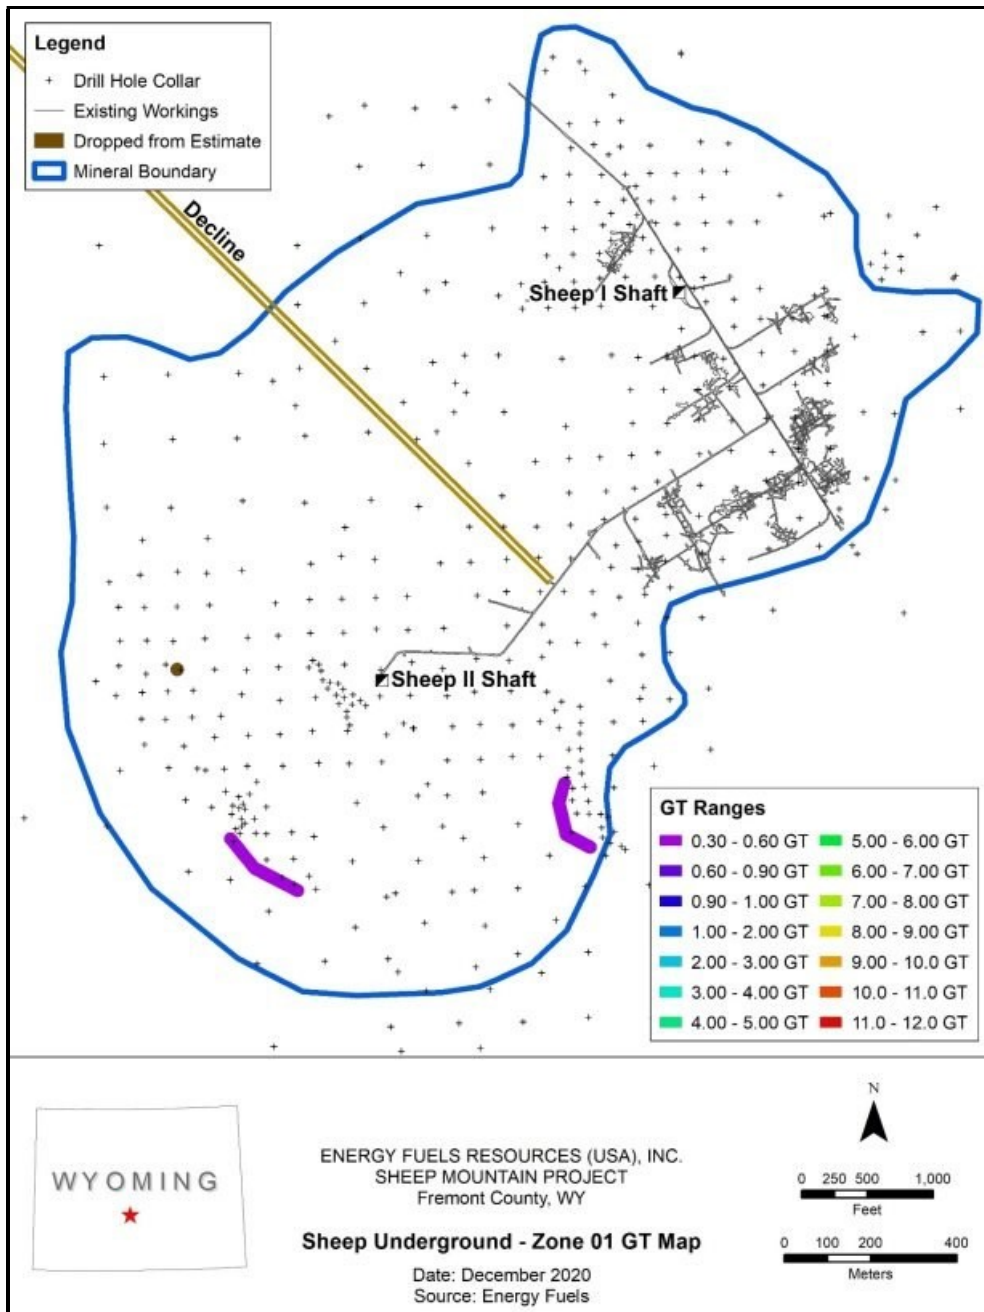 Legend
Drill Hole Collar
Existing Workings
Dropped from Estimate
Mineral Boundary
Decline
Sheep I Shaft
Sheep II Shaft
GT Ranges
0.30 - 0.60 GT
0.60 - 0.90 GT
0.90 - 1.00 GT
1.00 - 2.00 GT
2.00 - 3.00 GT
3.00 - 4.00 GT
4.00 - 5.00 GT
5.00 - 6.00 GT
6.00 - 7.00 GT
7.00 - 8.00 GT
8.00 - 9.00 GT
9.00 - 10.0 GT
10.0 - 11.0 GT
11.0 - 12.0 GT
WYOMING
ENERGY FUELS RESOURCES (USA), INC.
SHEEP MOUNTAIN PROJECT
Fremont County, WY
Sheep Underground - Zone 01 GT Map
Date: December 2020
Source: Energy Fuels
N
0 250 500 1,000
Feet
0 100 200 400
Meters